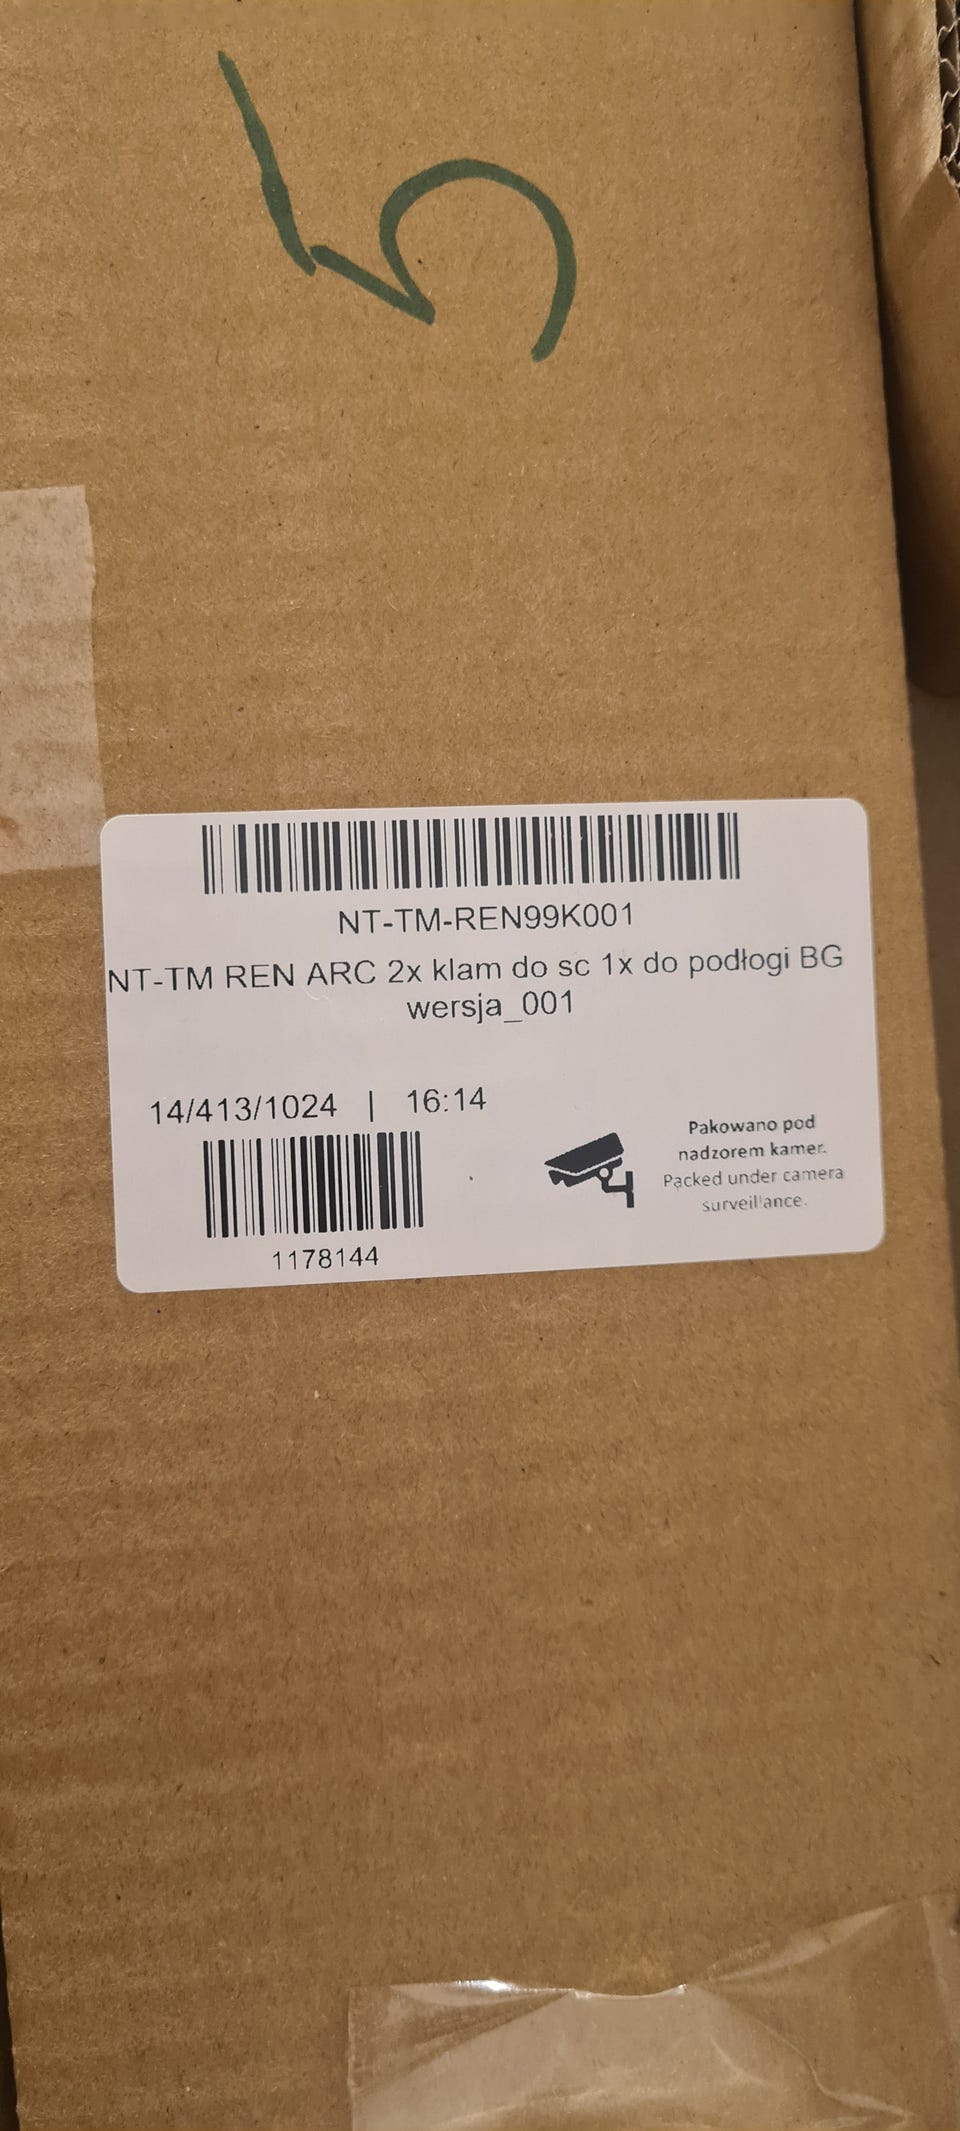 5
NT-TM-REN99K001
NT-TM REN ARC 2x klam do sc 1x do podłogi BG
wersja_001
14/413/1024 | 16:14
1178144
Pakowano pod
nadzorem kamer.
Packed under camera
surveillance.